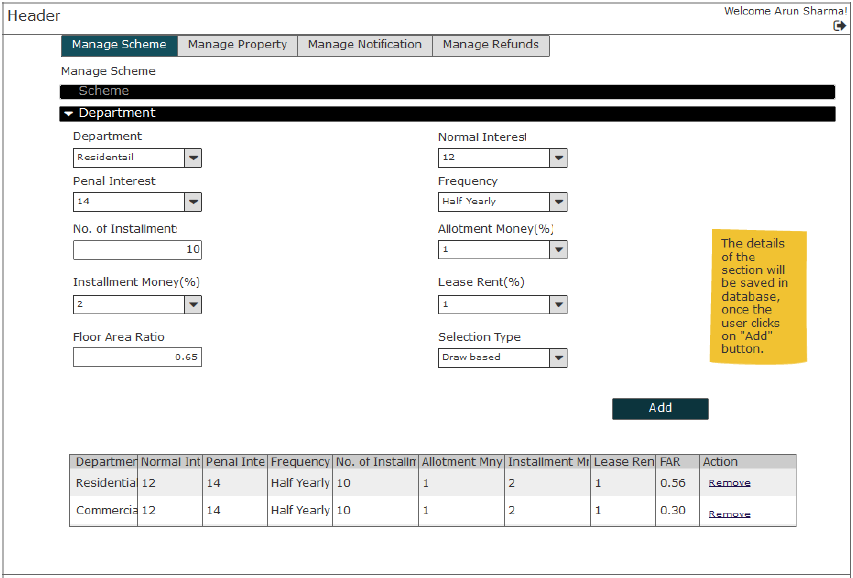 Header
Welcome Arun Sharma!
Manage Scheme Manage Property Manage Notification Manage Refunds
Manage Scheme
Scheme
Department
Department Normal Interest
Residentail 12
Penal Interest Frequency
14 Half Yearly
No. of Installment Allotment Money(%)
10 1
Installment Money(%) Lease Rent(%)
2 1
Floor Area Ratio Selection Type
0.65 Draw based
The details
of the
section will
be saved in
database,
once the
user clicks
on "Add"
button.
Add
Departmen Normal Int Penal Inte Frequency No. of Installm Allotment Mny Installment Mn Lease Ren FAR Action
Residential 12 14 Half Yearly 10 1 2 1 0.56 Remove
Commercia 12 14 Half Yearly 10 1 2 1 0.30 Remove